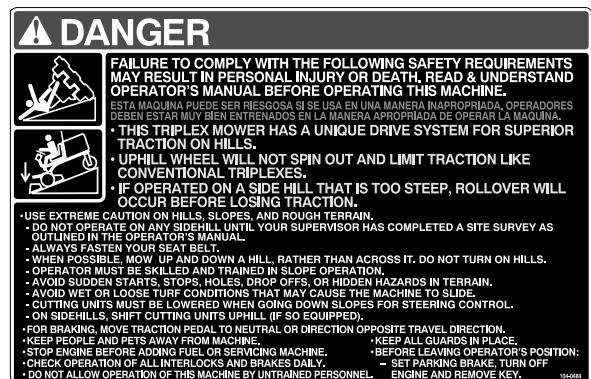 DANGER
FAILURE TO COMPLY WITH THE FOLLOWING SAFETY REQUIREMENTS
MAY RESULT IN PERSONAL INJURY OR DEATH. READ & UNDERSTAND
OPERATOR'S MANUAL BEFORE OPERATING THIS MACHINE.
ESTA MAQUINA PUEDE SER RIESGOSA SI SE USA EN UNA MANERA INAPROPRIADA. OPERADORES
DEBEN ESTAR MUY BIEN ENTRENADOS EN LA MANERA APROPRIADA DE OPERAR LA MAQUINA.
• THIS TRIPLEX MOWER HAS A UNIQUE DRIVE SYSTEM FOR SUPERIOR
TRACTION ON HILLS.
• UPHILL WHEEL WILL NOT SPIN OUT AND LIMIT TRACTION LIKE
CONVENTIONAL TRIPLEXES.
• IF OPERATED ON A SIDE HILL THAT IS TOO STEEP, ROLLOVER WILL
OCCUR BEFORE LOSING TRACTION.
• USE EXTREME CAUTION ON HILLS, SLOPES, AND ROUGH TERRAIN.
- DO NOT OPERATE ON ANY SIDEHILL UNTIL YOUR SUPERVISOR HAS COMPLETED A SITE SURVEY AS
OUTLINED IN THE OPERATOR'S MANUAL.
- ALWAYS FASTEN YOUR SEAT BELT.
- WHEN POSSIBLE, MOW UP AND DOWN A HILL, RATHER THAN ACROSS IT. DO NOT TURN ON HILLS.
- OPERATOR MUST BE SKILLED AND TRAINED IN SLOPE OPERATION.
- AVOID SUDDEN STARTS, STOPS, HOLES, DROP OFFS, OR HIDDEN HAZARDS IN TERRAIN.
- AVOID WET OR LOOSE TURF CONDITIONS THAT MAY CAUSE THE MACHINE TO SLIDE.
- CUTTING UNITS MUST BE LOWERED WHEN GOING DOWN SLOPES FOR STEERING CONTROL.
- ON SIDEHILLS, SHIFT CUTTING UNITS UPHILL (IF SO EQUIPPED).
• FOR BRAKING, MOVE TRACTION PEDAL TO NEUTRAL OR DIRECTION OPPOSITE TRAVEL DIRECTION.
• KEEP PEOPLE AND PETS AWAY FROM MACHINE.
• STOP ENGINE BEFORE ADDING FUEL OR SERVICING MACHINE.
• CHECK OPERATION OF ALL INTERLOCKS AND BRAKES DAILY.
• DO NOT ALLOW OPERATION OF THIS MACHINE BY UNTRAINED PERSONNEL.
• KEEP ALL GUARDS IN PLACE.
• BEFORE LEAVING OPERATOR'S POSITION:
– SET PARKING BRAKE, TURN OFF
ENGINE AND REMOVE KEY.
104-0484